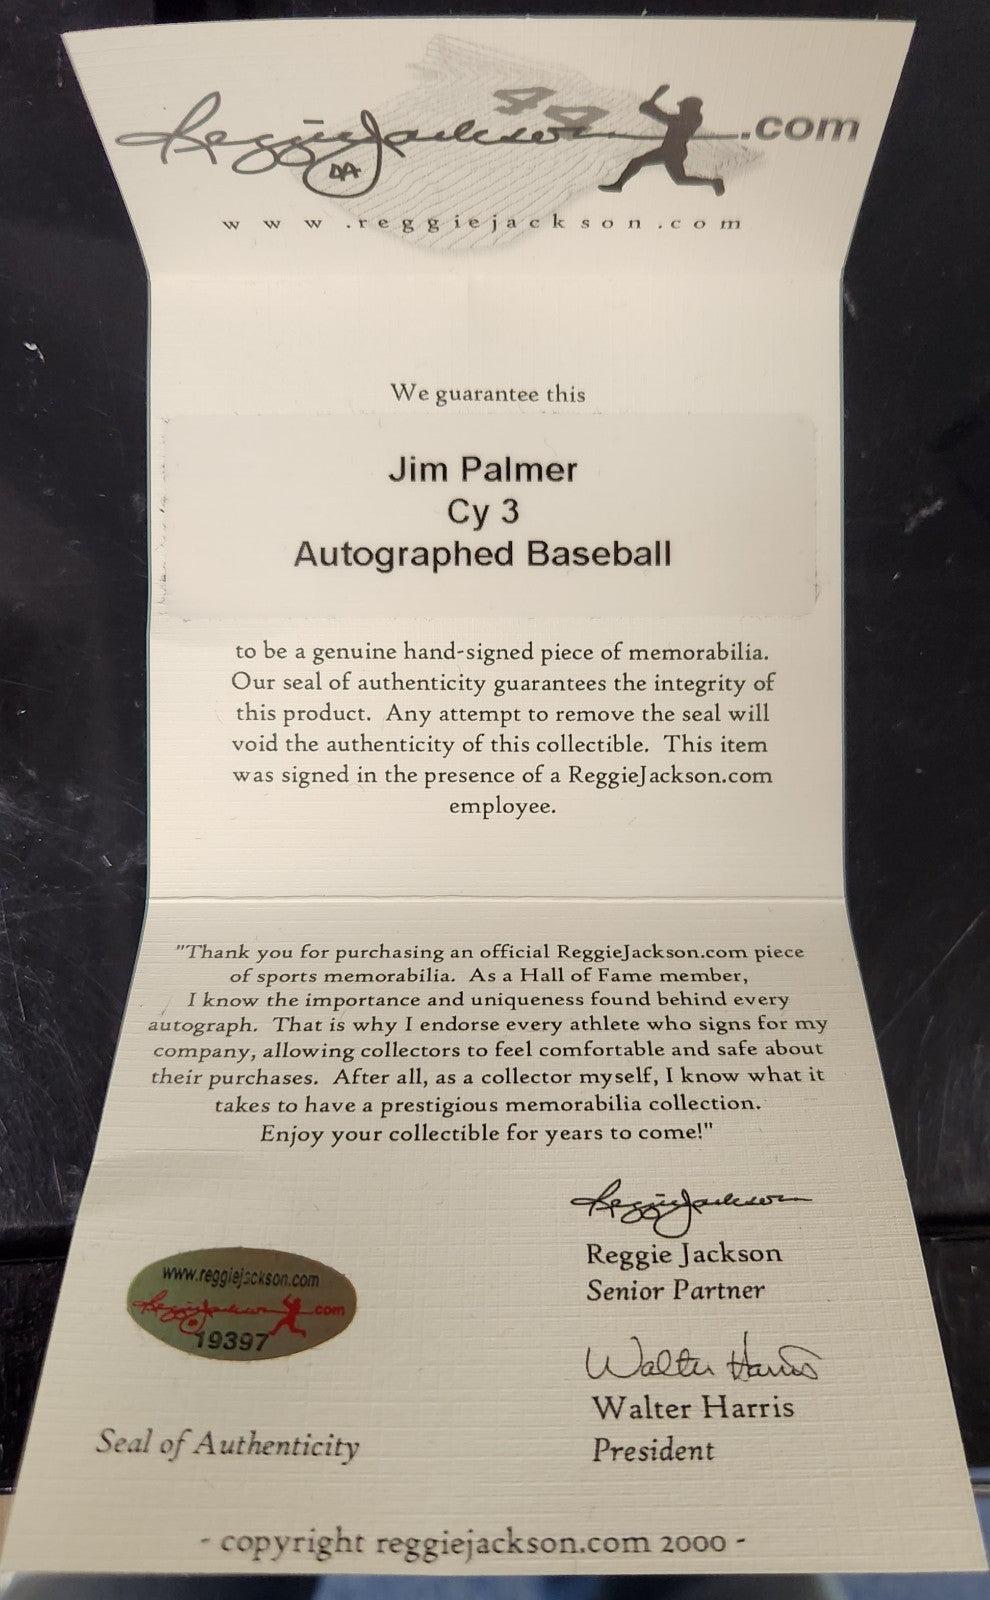 ReggieJackson 44 .com
44
www.reggiejackson.com
We guarantee this
Jim Palmer
Cy 3
Autographed Baseball
to be a genuine hand-signed piece of memorabilia.
Our seal of authenticity guarantees the integrity of
this product. Any attempt to remove the seal will
void the authenticity of this collectible. This item
was signed in the presence of a ReggieJackson.com
employee.
"Thank you for purchasing an official ReggieJackson.com piece
of sports memorabilia. As a Hall of Fame member,
I know the importance and uniqueness found behind every
autograph. That is why I endorse every athlete who signs for my
company, allowing collectors to feel comfortable and safe about
their purchases. After all, as a collector myself, I know what it
takes to have a prestigious memorabilia collection.
Enjoy your collectible for years to come!"
Reggie Jackson
Reggie Jackson
Senior Partner
www.reggiejackson.com
ReggieJackson .com
19397
Walter Harris
Walter Harris
President
Seal of Authenticity
- copyright reggiejackson.com 2000 -